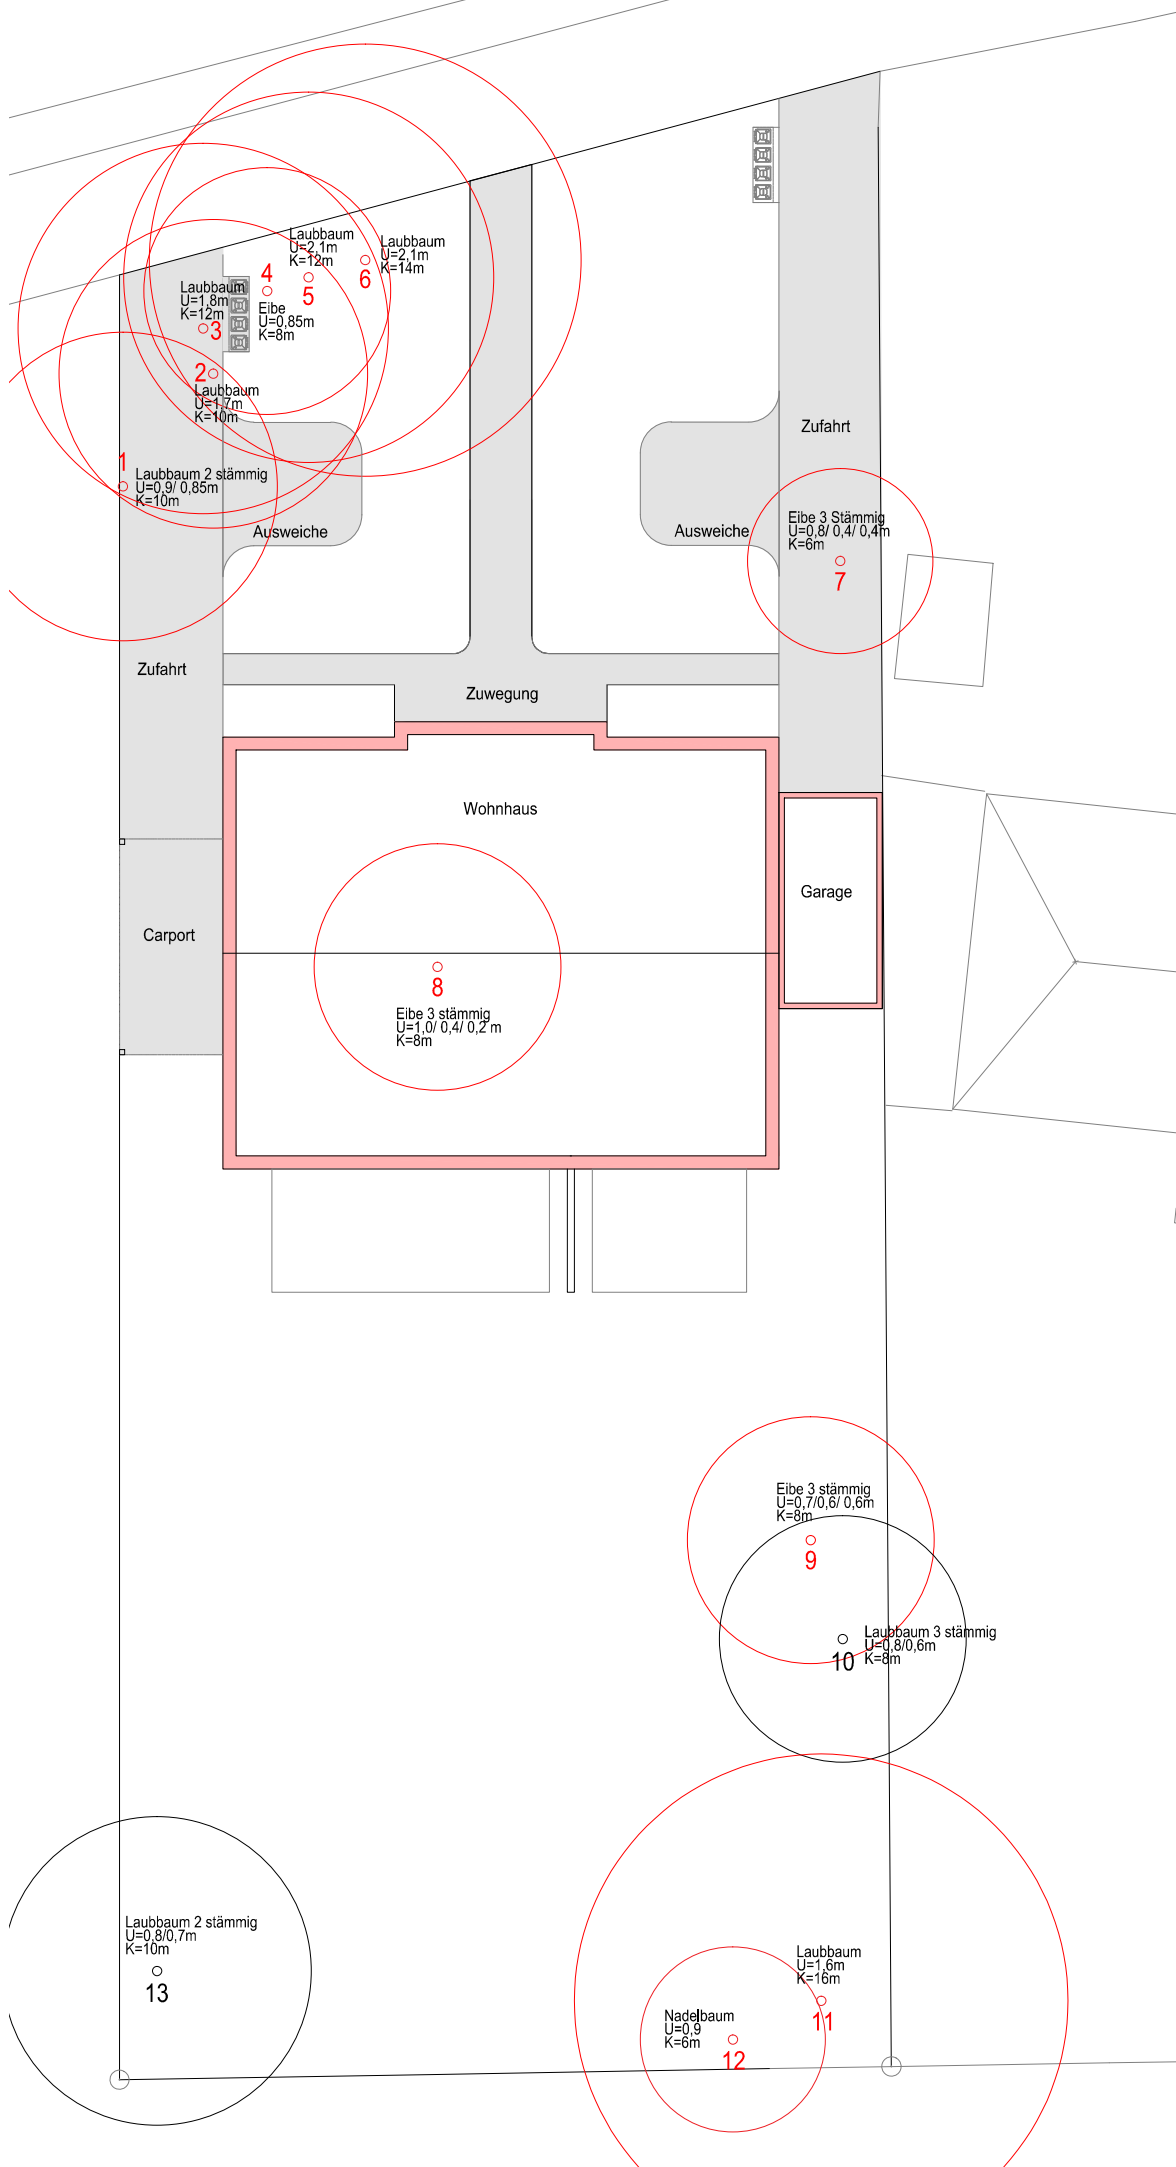 Laubbaum
U=2,1m
K=12m
Laubbaum
U=2,1m
K=14m
4
5
6
Laubbaum
U=1,8m
K=12m
3
Eibe
U=0,85m
K=8m
2
Laubbaum
U=1,7m
K=10m
1
Laubbaum 2 stämmig
U=0,9/ 0,85m
K=10m
Zufahrt
Ausweiche
Ausweiche
Eibe 3 Stämmig
U=0,8/ 0,4/ 0,4m
K=6m
7
Zufahrt
Zuwegung
Wohnhaus
Garage
Carport
8
Eibe 3 stämmig
U=1,0/ 0,4/ 0,2 m
K=8m
Eibe 3 stämmig
U=0,7/0,6/ 0,6m
K=8m
9
Laubbaum 3 stämmig
U=0,8/0,6m
K=8m
10
Laubbaum 2 stämmig
U=0,8/0,7m
K=10m
13
Laubbaum
U=1,6m
K=16m
11
Nadelbaum
U=0,9
K=6m
12